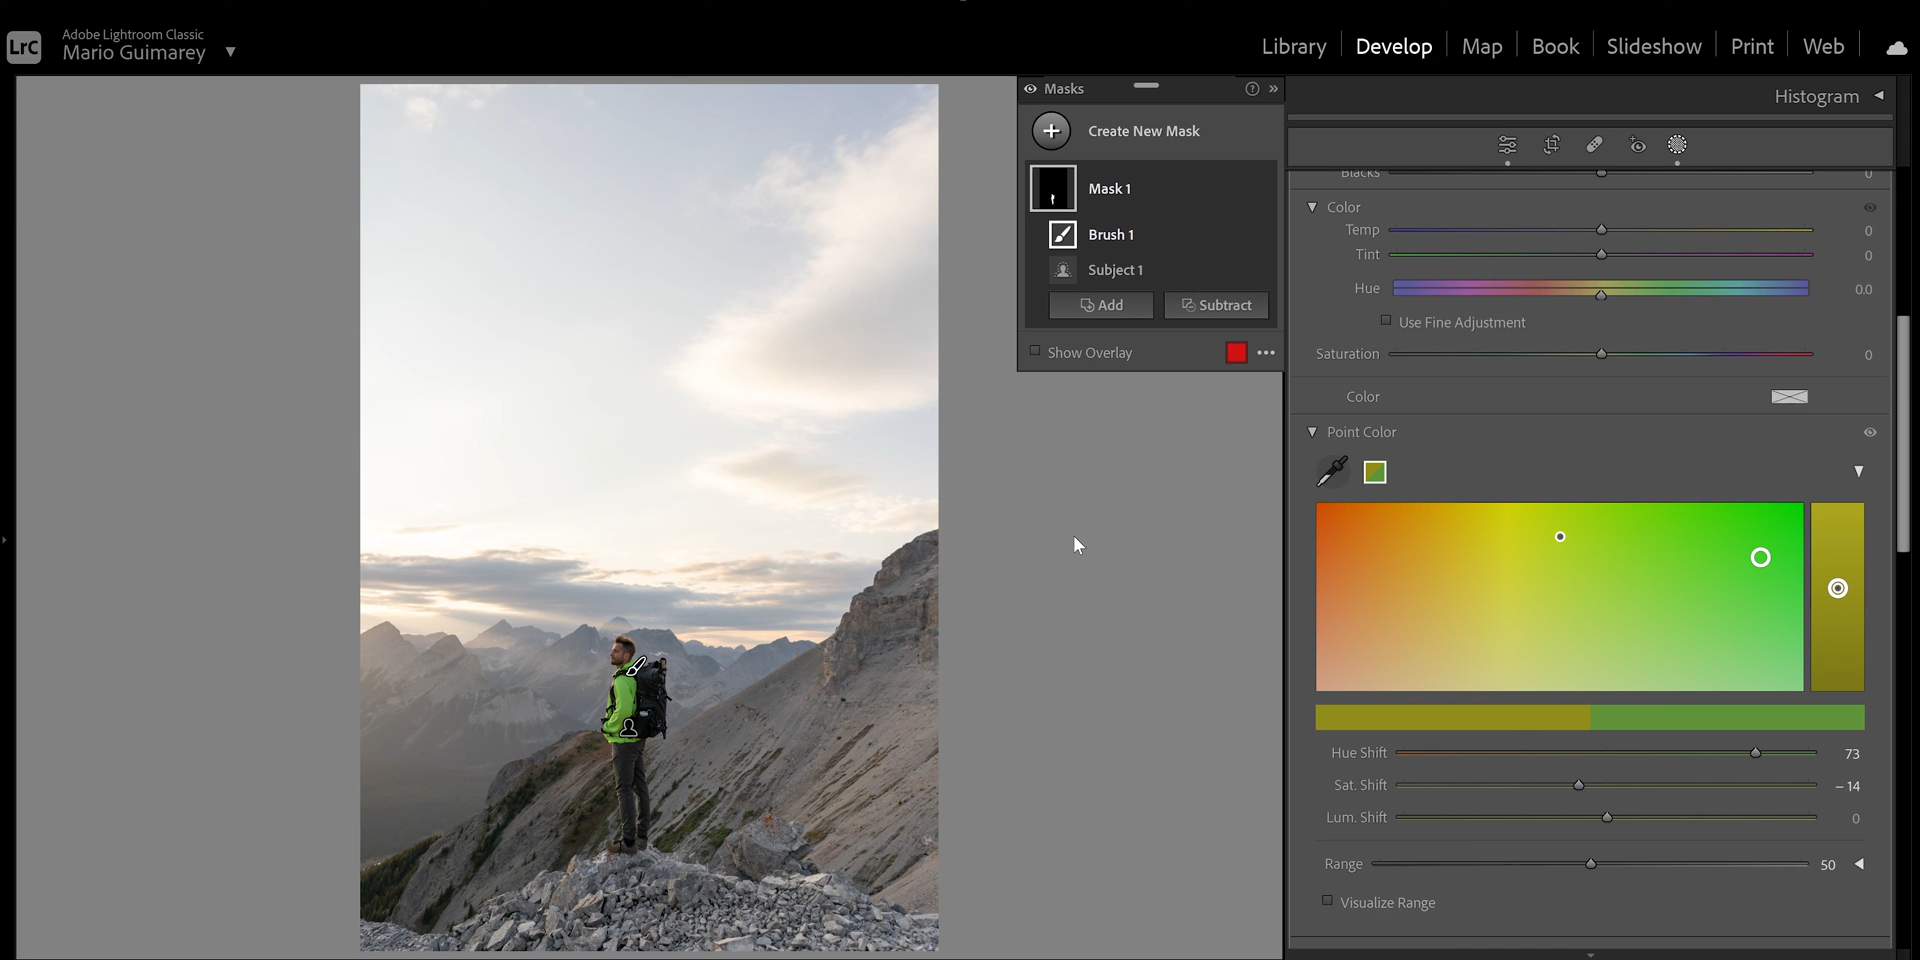 LrC
Adobe Lightroom Classic
Mario Guimarey
Library
Develop
Map
Book
Slideshow
Print
Web
Masks
Create New Mask
Mask 1
Brush 1
Subject 1
Add
Subtract
Show Overlay
Histogram
Blacks 0
Color
Temp 0
Tint 0
Hue 0.0
Use Fine Adjustment
Saturation 0
Color
Point Color
Hue Shift 73
Sat. Shift – 14
Lum. Shift 0
Range 50
Visualize Range